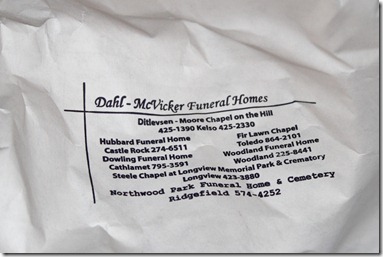 Dahl - McVicker Funeral Homes
Ditlevsen - Moore Chapel on the Hill
425-1390 Kelso 425-2330
Hubbard Funeral Home
Castle Rock 274-6511
Dowling Funeral Home
Cathlamet 795-3591
Fir Lawn Chapel
Toledo 864-2101
Woodland Funeral Home
Woodland 225-8441
Steele Chapel at Longview Memorial Park & Crematory
Longview 423-3880
Northwood Park Funeral Home & Cemetery
Ridgefield 574-4252